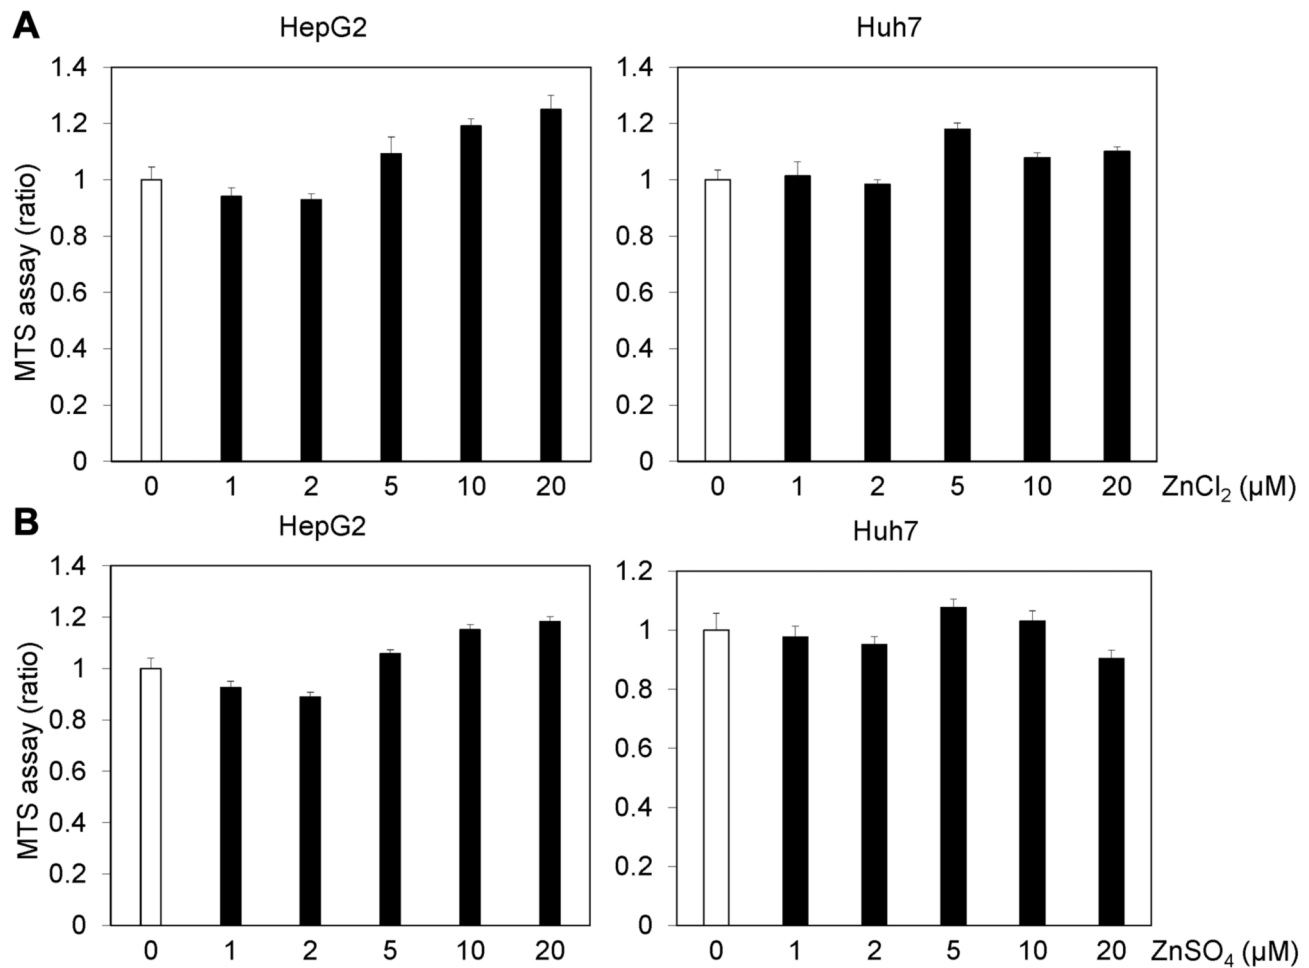 A
HepG2 Huh7
1.4 1.4
1.2 1.2
1 1
0.8 0.8
0.6 0.6
0.4 0.4
0.2 0.2
0 0
MTS assay (ratio)
0 1 2 5 10 20 0 1 2 5 10 20 ZnCl₂ (µM)
B
HepG2 Huh7
1.4 1.2
1.2 1
1 0.8
0.8 0.6
0.6 0.4
0.4 0.2
0.2 0
0
MTS assay (ratio)
0 1 2 5 10 20 0 1 2 5 10 20 ZnSO₄ (µM)